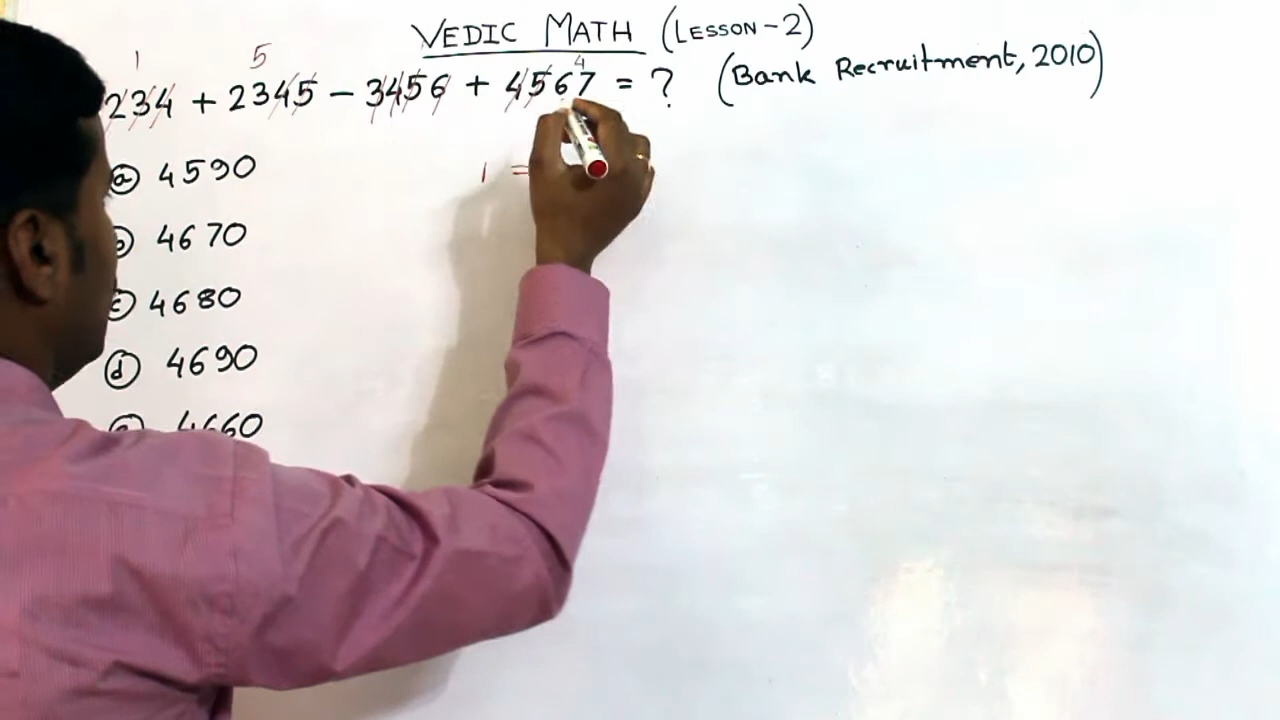 VEDIC MATH (LESSON-2)
1 5 4
234 + 2345 - 3456 + 4567 = ? (Bank Recruitment, 2010)
1 =
(a) 4590
(b) 4670
(c) 4680
(d) 4690
4660